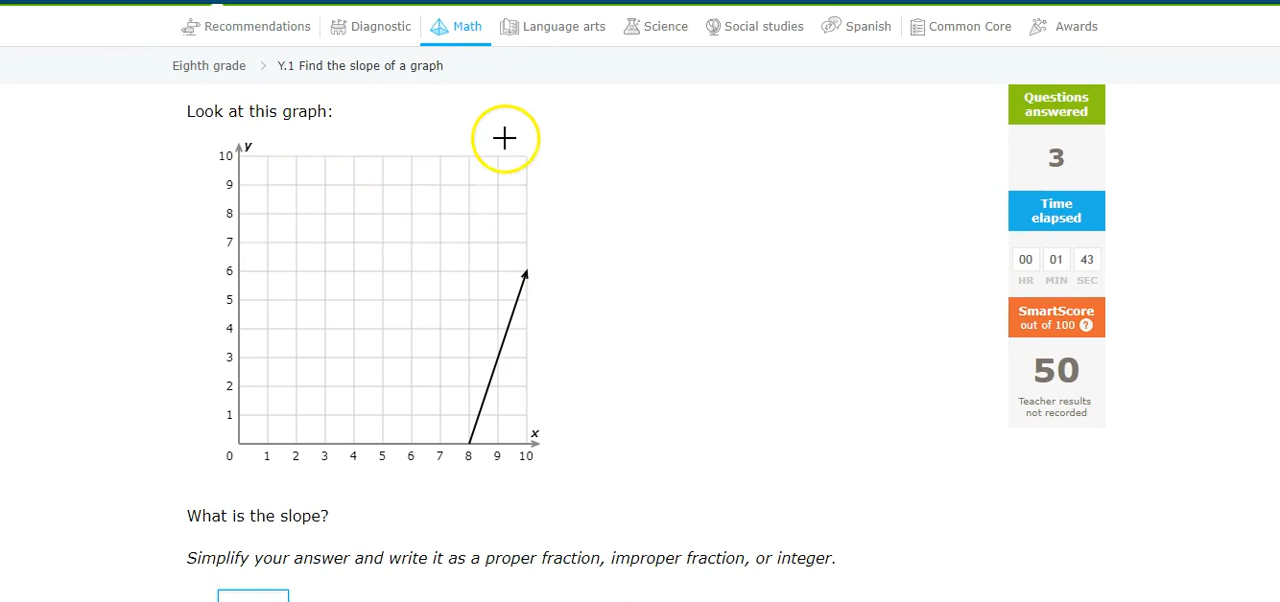 Recommendations Diagnostic Math Language arts Science Social studies Spanish Common Core Awards
Eighth grade > Y.1 Find the slope of a graph
Look at this graph:
y
10
9
8
7
6
5
4
3
2
1
x
0 1 2 3 4 5 6 7 8 9 10
What is the slope?
Simplify your answer and write it as a proper fraction, improper fraction, or integer.
Questions
answered
3
Time
elapsed
00 01 43
HR MIN SEC
SmartScore
out of 100 ?
50
Teacher results
not recorded